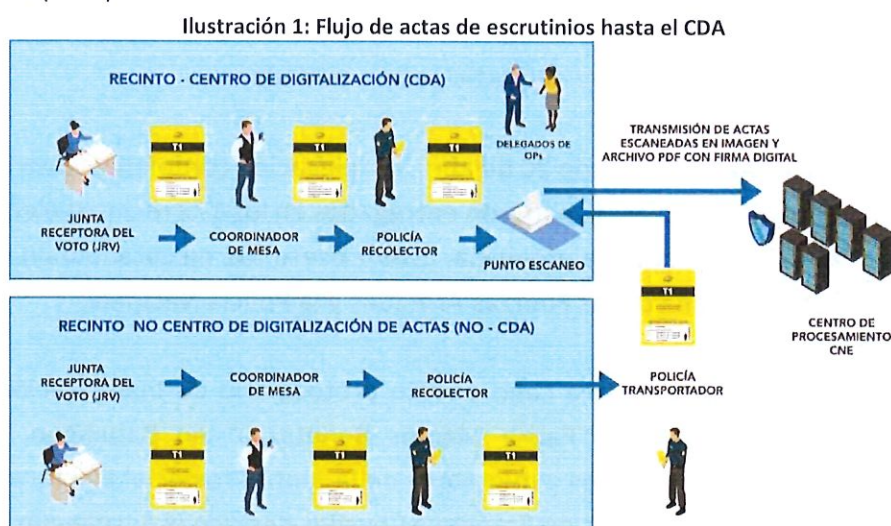 Ilustración 1: Flujo de actas de escrutinios hasta el CDA
RECINTO - CENTRO DE DIGITALIZACIÓN (CDA)
T1
T1
T1
DELEGADOS DE
OPs
JUNTA
RECEPTORA DEL
VOTO (JRV)
COORDINADOR
DE MESA
POLICÍA
RECOLECTOR
PUNTO ESCANEO
TRANSMISIÓN DE ACTAS
ESCANEADAS EN IMAGEN Y
ARCHIVO PDF CON FIRMA DIGITAL
CENTRO DE
PROCESAMIENTO
CNE
T1
RECINTO NO CENTRO DE DIGITALIZACIÓN DE ACTAS (NO - CDA)
JUNTA
RECEPTORA DEL
VOTO (JRV)
COORDINADOR
DE MESA
POLICÍA
RECOLECTOR
POLICÍA
TRANSPORTADOR
T1
T1
T1